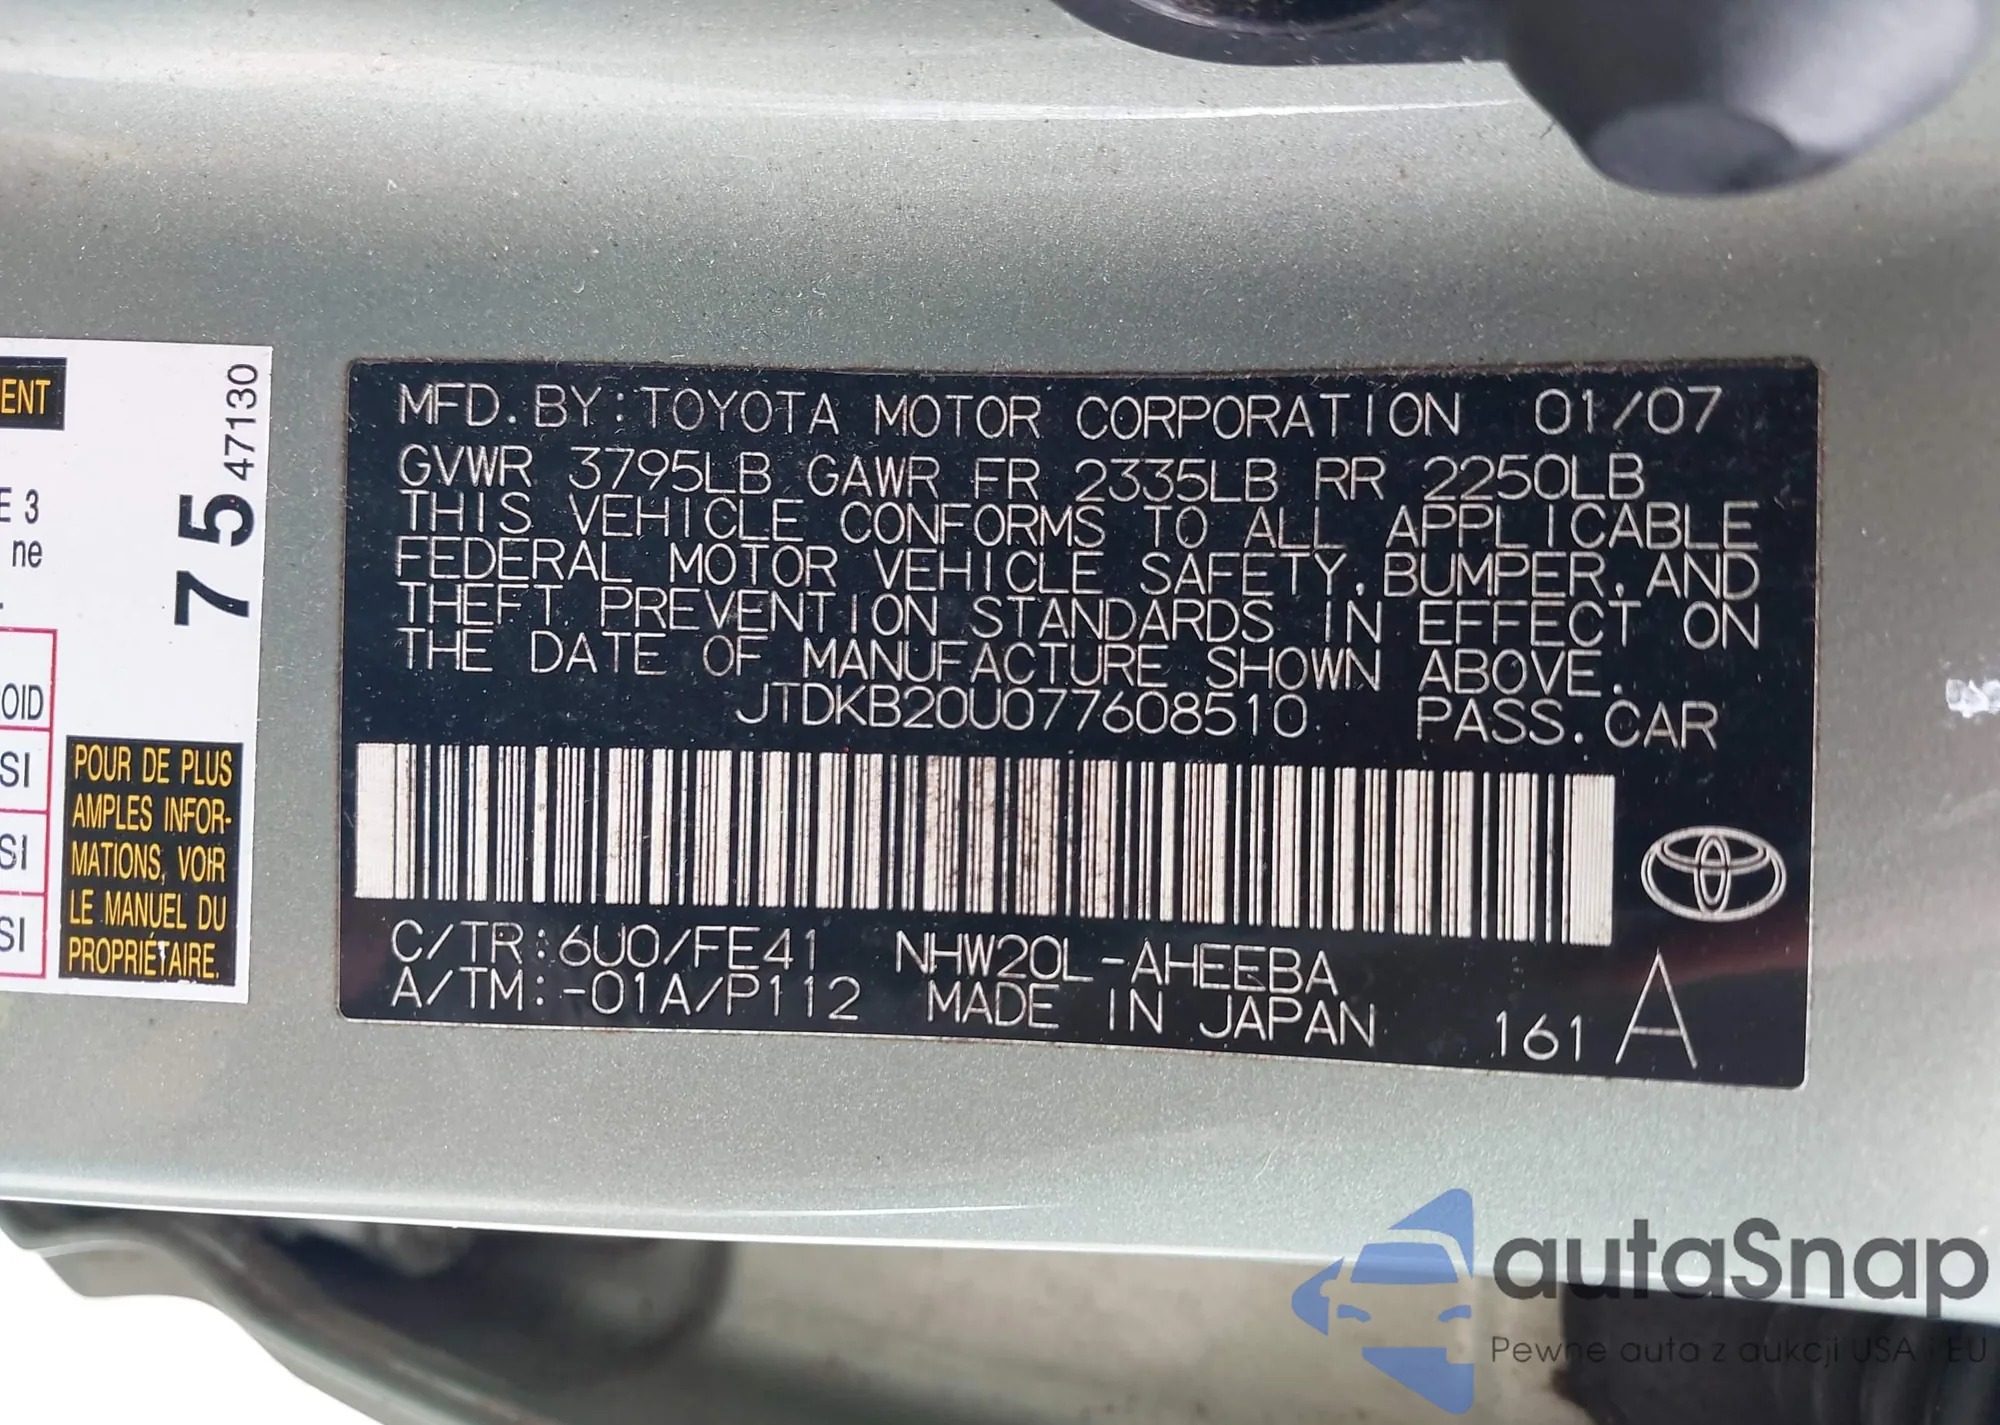 ENT
E 3
ne
OID
SI
SI
SI
75 47130
POUR DE PLUS
AMPLES INFOR-
MATIONS, VOIR
LE MANUEL DU
PROPRIÉTAIRE.
MFD. BY: TOYOTA MOTOR CORPORATION 01/07
GVWR 3795LB GAWR FR 2335LB RR 2250LB
THIS VEHICLE CONFORMS TO ALL APPLICABLE
FEDERAL MOTOR VEHICLE SAFETY, BUMPER, AND
THEFT PREVENTION STANDARDS IN EFFECT ON
THE DATE OF MANUFACTURE SHOWN ABOVE.
JTDKB20U077608510 PASS. CAR
C/TR: 6U0/FE41 NHW20L-AHEEBA
A/TM: -01A/P112 MADE IN JAPAN 161 A
autaSnap
Pewne auta z aukcji USA i EU